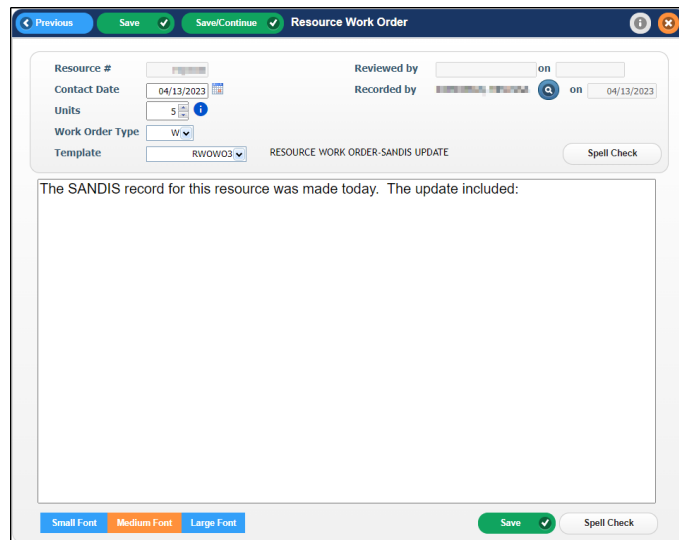 Previous Save Save/Continue Resource Work Order
Resource # Reviewed by on
Contact Date 04/13/2023 Recorded by on 04/13/2023
Units 5
Work Order Type W
Template RWOWO3 RESOURCE WORK ORDER-SANDIS UPDATE Spell Check
The SANDIS record for this resource was made today. The update included:
Small Font Medium Font Large Font Save Spell Check